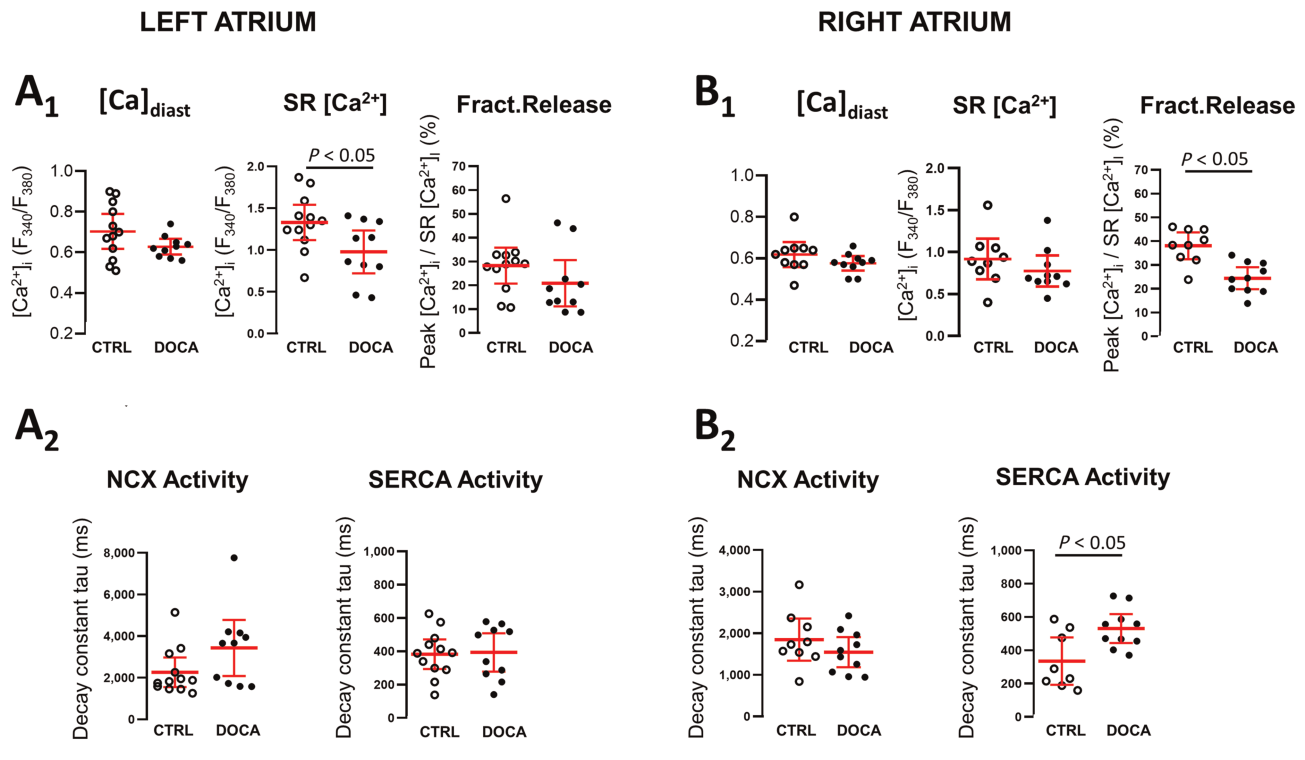 LEFT ATRIUM
RIGHT ATRIUM
A1
[Ca]diast
[Ca²⁺]i (F340/F380)
1.0
0.8
0.6
0.4
0.2
CTRL DOCA
SR [Ca²⁺]
P < 0.05
[Ca²⁺]i (F340/F380)
2.0
1.5
1.0
0.5
0.0
CTRL DOCA
Fract.Release
Peak [Ca²⁺]i / SR [Ca²⁺]i (%)
70
60
50
40
30
20
10
0
CTRL DOCA
B1
[Ca]diast
1.0
0.8
0.6
0.4
0.2
CTRL DOCA
SR [Ca²⁺]
[Ca²⁺]i (F340/F380)
2.0
1.5
1.0
0.5
0.0
CTRL DOCA
Fract.Release
P < 0.05
Peak [Ca²⁺]i / SR [Ca²⁺]i (%)
70
60
50
40
30
20
10
0
CTRL DOCA
A2
NCX Activity
Decay constant tau (ms)
8,000
6,000
4,000
2,000
0
CTRL DOCA
SERCA Activity
Decay constant tau (ms)
1,000
800
600
400
200
0
CTRL DOCA
B2
NCX Activity
Decay constant tau (ms)
4,000
3,000
2,000
1,000
0
CTRL DOCA
SERCA Activity
P < 0.05
Decay constant tau (ms)
1,000
800
600
400
200
0
CTRL DOCA